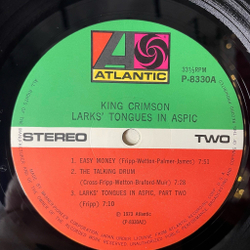 ATLANTIC
33⅓RPM
P-8330A
KING CRIMSON
LARKS' TONGUES IN ASPIC
STEREO
TWO
1. EASY MONEY (Fripp-Wetton-Palmer-James) 7:53
2. THE TALKING DRUM
(Cross-Fripp-Wetton-Bruford-Muir) 7:26
3. LARKS' TONGUES IN ASPIC, PART TWO
(Fripp) 7:10
℗ 1973 Atlantic